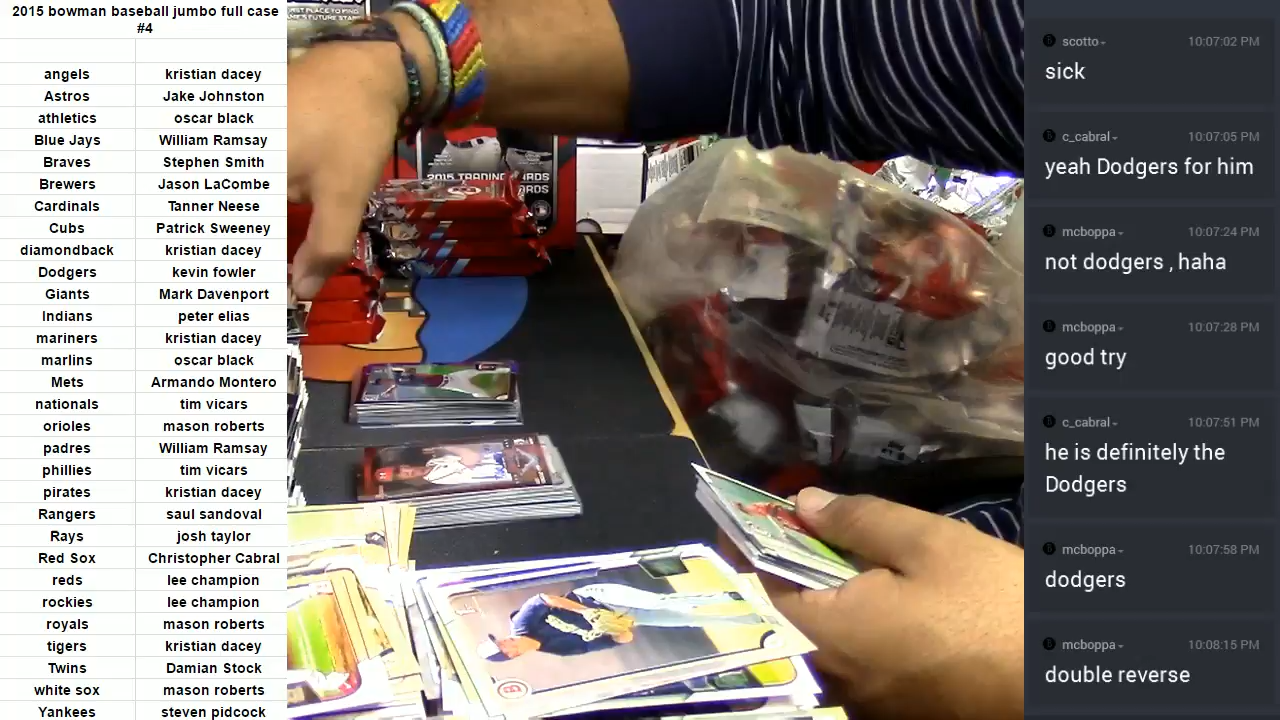 2015 bowman baseball jumbo full case
#4
angels kristian dacey
Astros Jake Johnston
athletics oscar black
Blue Jays William Ramsay
Braves Stephen Smith
Brewers Jason LaCombe
Cardinals Tanner Neese
Cubs Patrick Sweeney
diamondback kristian dacey
Dodgers kevin fowler
Giants Mark Davenport
Indians peter elias
mariners kristian dacey
marlins oscar black
Mets Armando Montero
nationals tim vicars
orioles mason roberts
padres William Ramsay
phillies tim vicars
pirates kristian dacey
Rangers saul sandoval
Rays josh taylor
Red Sox Christopher Cabral
reds lee champion
rockies lee champion
royals mason roberts
tigers kristian dacey
Twins Damian Stock
white sox mason roberts
Yankees steven pidcock
2015 TRADING
scotto 10:07:02 PM
sick
c_cabral 10:07:05 PM
yeah Dodgers for him
mcboppa 10:07:24 PM
not dodgers , haha
mcboppa 10:07:28 PM
good try
c_cabral 10:07:51 PM
he is definitely the
Dodgers
mcboppa 10:07:58 PM
dodgers
mcboppa 10:08:15 PM
double reverse